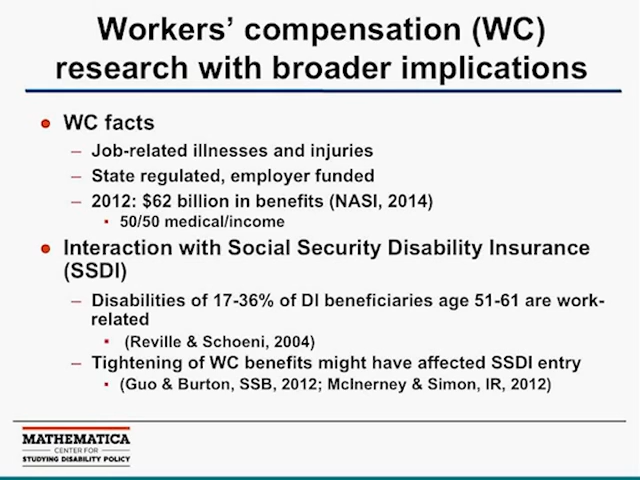 Workers' compensation (WC)
research with broader implications
• WC facts
– Job-related illnesses and injuries
– State regulated, employer funded
– 2012: $62 billion in benefits (NASI, 2014)
▪ 50/50 medical/income
• Interaction with Social Security Disability Insurance
(SSDI)
– Disabilities of 17-36% of DI beneficiaries age 51-61 are work-
related
▪ (Reville & Schoeni, 2004)
– Tightening of WC benefits might have affected SSDI entry
▪ (Guo & Burton, SSB, 2012; McInerney & Simon, IR, 2012)
MATHEMATICA
CENTER FOR
STUDYING DISABILITY POLICY